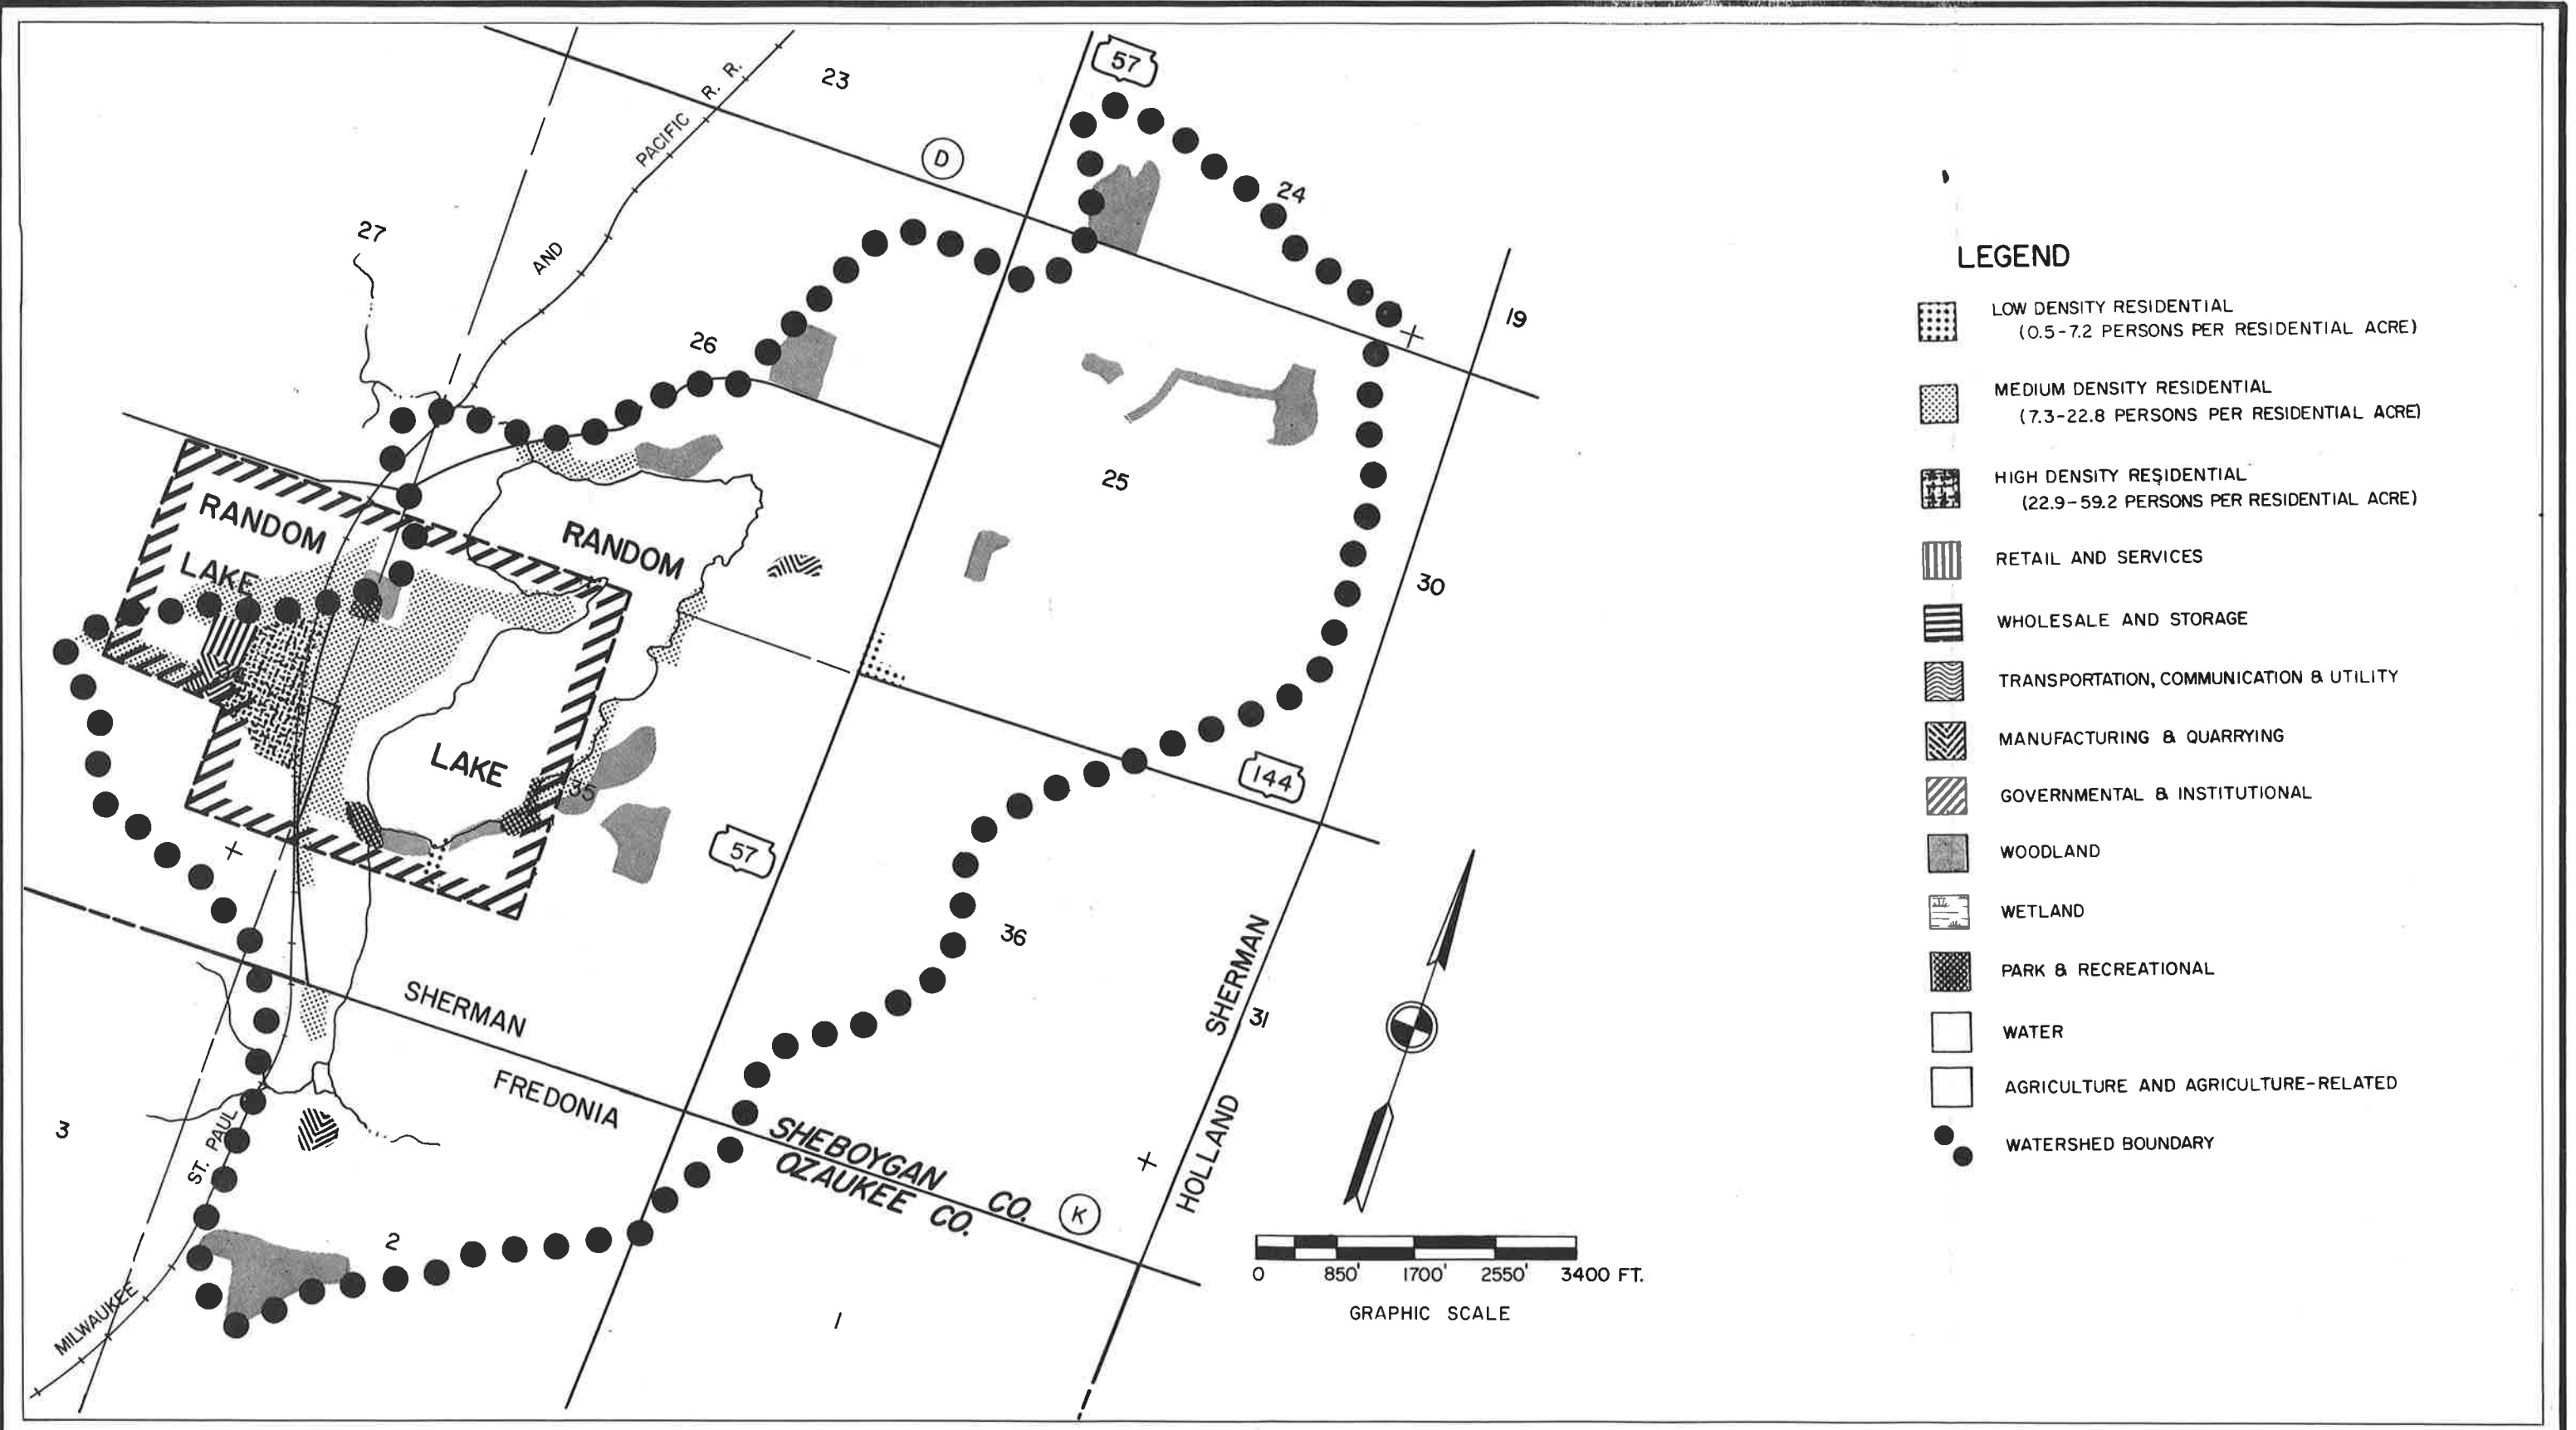 57
23
PACIFIC R. R.
D
24
27
AND
19
26
25
RANDOM
LAKE
RANDOM
30
LAKE
35
144
57
36
SHERMAN
SHERMAN
31
FREDONIA
HOLLAND
3
ST. PAUL
SHEBOYGAN CO.
OZAUKEE CO.
K
2
MILWAUKEE
1
0 850' 1700' 2550' 3400 FT.
GRAPHIC SCALE
LEGEND
LOW DENSITY RESIDENTIAL
(0.5-7.2 PERSONS PER RESIDENTIAL ACRE)
MEDIUM DENSITY RESIDENTIAL
(7.3-22.8 PERSONS PER RESIDENTIAL ACRE)
HIGH DENSITY RESIDENTIAL
(22.9-59.2 PERSONS PER RESIDENTIAL ACRE)
RETAIL AND SERVICES
WHOLESALE AND STORAGE
TRANSPORTATION, COMMUNICATION & UTILITY
MANUFACTURING & QUARRYING
GOVERNMENTAL & INSTITUTIONAL
WOODLAND
WETLAND
PARK & RECREATIONAL
WATER
AGRICULTURE AND AGRICULTURE-RELATED
WATERSHED BOUNDARY